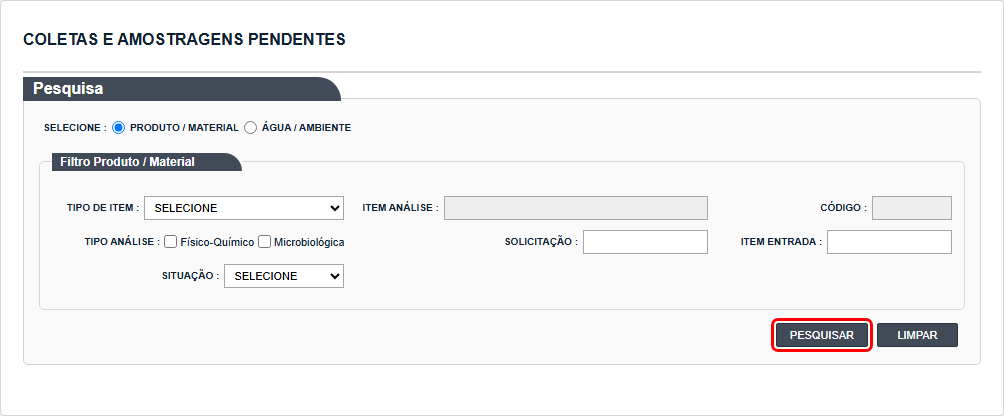 COLETAS E AMOSTRAGENS PENDENTES
Pesquisa
SELECIONE : PRODUTO / MATERIAL ÁGUA / AMBIENTE
Filtro Produto / Material
TIPO DE ITEM : SELECIONE ITEM ANÁLISE : CÓDIGO :
TIPO ANÁLISE : Físico-Químico Microbiológica SOLICITAÇÃO : ITEM ENTRADA :
SITUAÇÃO : SELECIONE
PESQUISAR LIMPAR